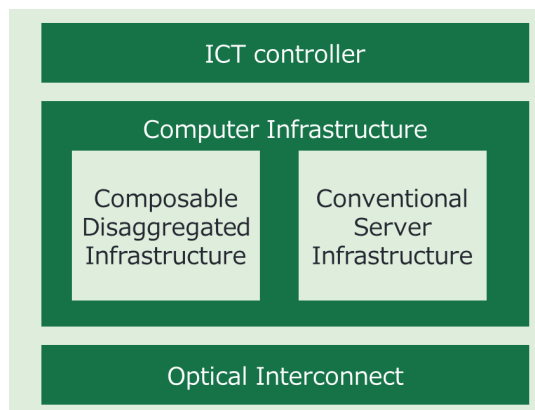 ICT controller
Computer Infrastructure
Composable
Disaggregated
Infrastructure
Conventional
Server
Infrastructure
Optical Interconnect